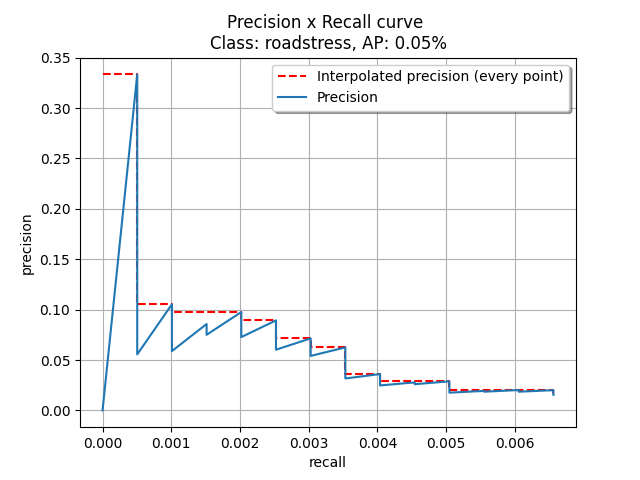 Precision x Recall curve
Class: roadstress, AP: 0.05%
Interpolated precision (every point)
Precision
0.35
0.30
0.25
0.20
0.15
0.10
0.05
0.00
precision
0.000 0.001 0.002 0.003 0.004 0.005 0.006
recall